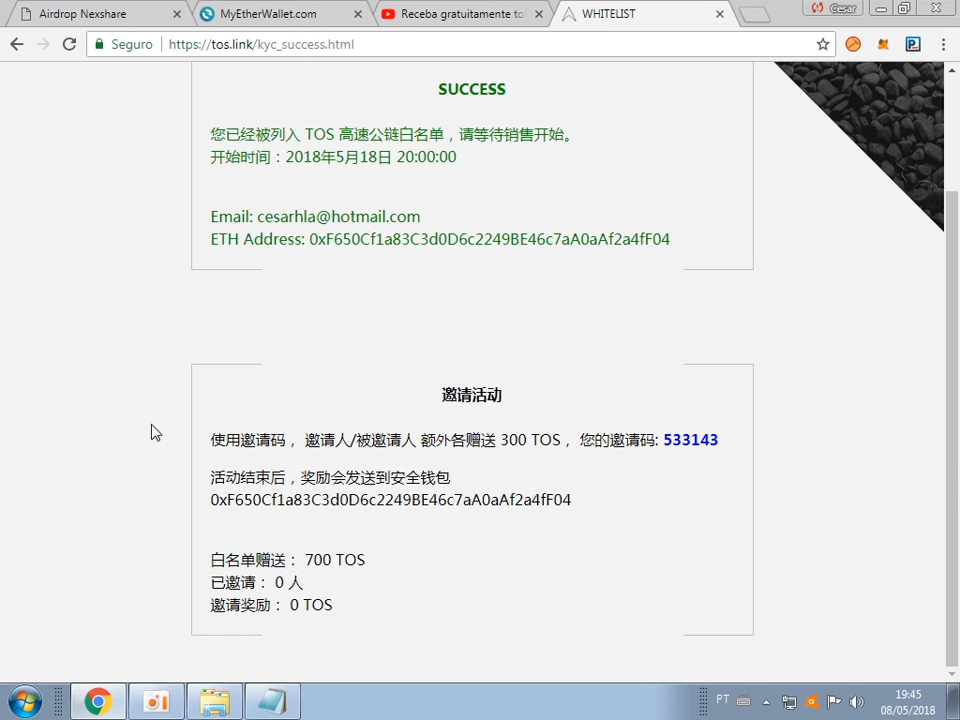 Airdrop Nexshare
MyEtherWallet.com
Receba gratuitamente to
WHITELIST
Cesar
Seguro
https://tos.link/kyc_success.html
SUCCESS
您已经被列入 TOS 高速公链白名单，请等待销售开始。
开始时间：2018年5月18日 20:00:00
Email: cesarhla@hotmail.com
ETH Address: 0xF650Cf1a83C3d0D6c2249BE46c7aA0aAf2a4fF04
邀请活动
使用邀请码， 邀请人/被邀请人 额外各赠送 300 TOS， 您的邀请码: 533143
活动结束后，奖励会发送到安全钱包
0xF650Cf1a83C3d0D6c2249BE46c7aA0aAf2a4fF04
白名单赠送： 700 TOS
已邀请： 0 人
邀请奖励： 0 TOS
PT
19:45
08/05/2018